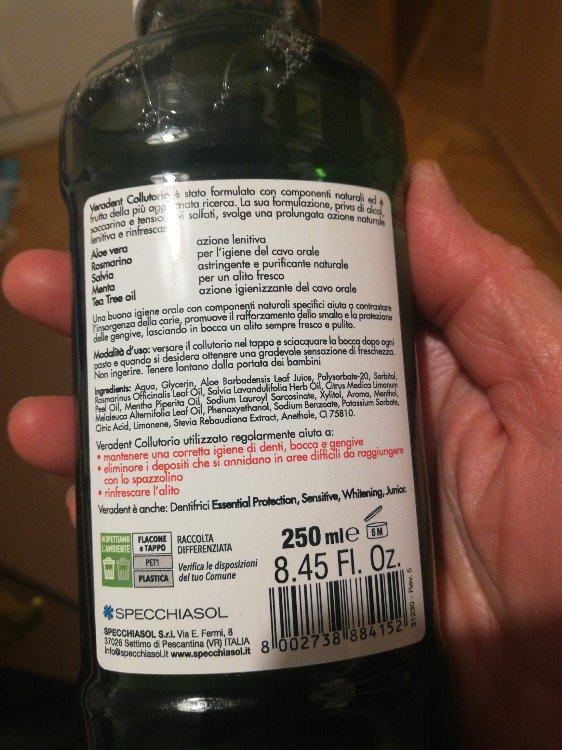 Veradent Collutorio è stato formulato con componenti naturali ed è
frutto della più aggiornata ricerca. La sua formulazione, priva di alcol,
saccarina e tensioattivi solfati, svolge una prolungata azione naturale
lenitiva e rinfrescante
Aloe vera azione lenitiva
Rosmarino per l'igiene del cavo orale
Salvia astringente e purificante naturale
Menta per un alito fresco
Tea Tree oil azione igienizzante del cavo orale
Una buona igiene orale con componenti naturali specifici aiuta a contrastare
l'insorgenza della carie, promuove il rafforzamento dello smalto e la protezione
delle gengive, lasciando in bocca un alito sempre fresco e pulito.
Modalità d'uso: versare il collutorio nel tappo e sciacquare la bocca dopo ogni
pasto e quando si desidera ottenere una gradevole sensazione di freschezza.
Non ingerire. Tenere lontano dalla portata dei bambini
Ingredients: Aqua, Glycerin, Aloe Barbadensis Leaf Juice, Polysorbate-20, Sorbitol,
Rosmarinus Officinalis Leaf Oil, Salvia Lavandulifolia Herb Oil, Citrus Medica Limonum
Peel Oil, Mentha Piperita Oil, Sodium Lauroyl Sarcosinate, Xylitol, Aroma, Menthol,
Melaleuca Alternifolia Leaf Oil, Phenoxyethanol, Sodium Benzoate, Potassium Sorbate,
Citric Acid, Limonene, Stevia Rebaudiana Extract, Anethole, CI 75810.
Veradent Collutorio utilizzato regolarmente aiuta a:
• mantenere una corretta igiene di denti, bocca e gengive
• eliminare i depositi che si annidano in aree difficili da raggiungere
con lo spazzolino
• rinfrescare l'alito
Veradent è anche: Dentifrici Essential Protection, Sensitive, Whitening, Junior.
RISPETTIAMO
L'AMBIENTE
FLACONE
e TAPPO
PET1
PLASTICA
RACCOLTA
DIFFERENZIATA
Verifica le disposizioni
del tuo Comune
250 ml e
6M
8.45 Fl. Oz.
SPECCHIASOL
SPECCHIASOL S.r.l. Via E. Fermi, 8
37026 Settimo di Pescantina (VR) ITALIA
info@specchiasol.it www.specchiasol.it
8 002738 884152
31230 - Rev. 5